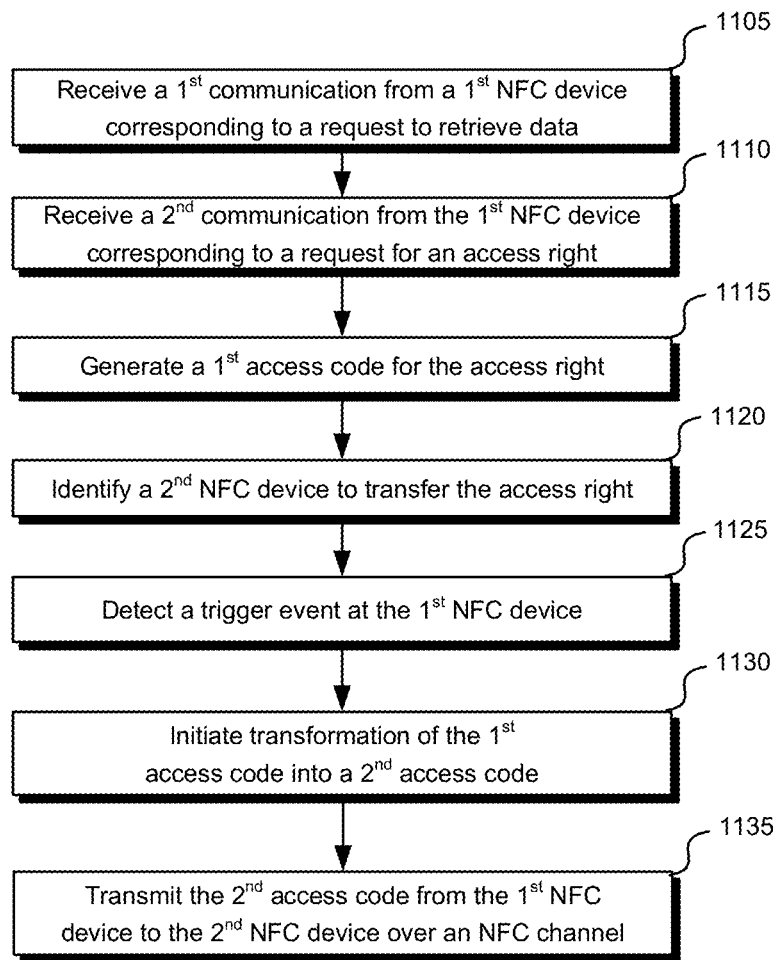 1105
Receive a 1st communication from a 1st NFC device
corresponding to a request to retrieve data
1110
Receive a 2nd communication from the 1st NFC device
corresponding to a request for an access right
1115
Generate a 1st access code for the access right
1120
Identify a 2nd NFC device to transfer the access right
1125
Detect a trigger event at the 1st NFC device
1130
Initiate transformation of the 1st
access code into a 2nd access code
1135
Transmit the 2nd access code from the 1st NFC
device to the 2nd NFC device over an NFC channel